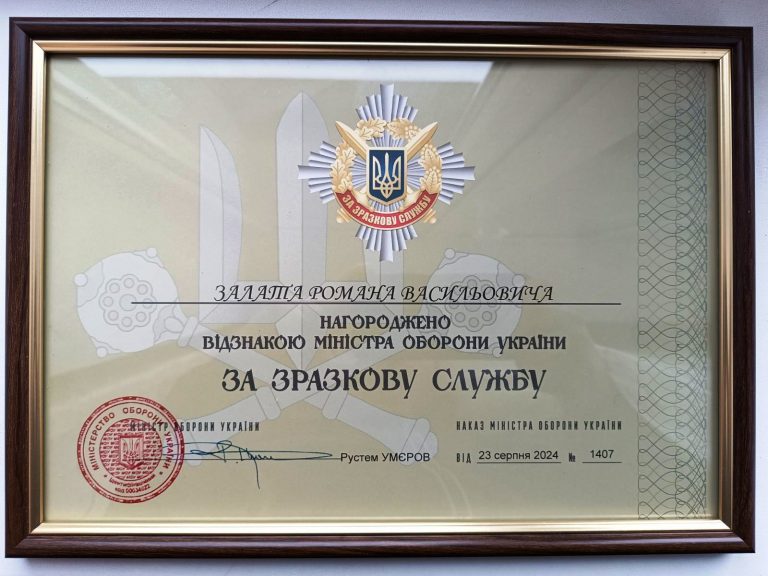 ЗА ЗРАЗКОВУ СЛУЖБУ
ЗАЛАТА РОМАНА ВАСИЛЬОВИЧА
НАГОРОДЖЕНО
ВІДЗНАКОЮ МІНІСТРА ОБОРОНИ УКРАЇНИ
ЗА ЗРАЗКОВУ СЛУЖБУ
МІНІСТР ОБОРОНИ УКРАЇНИ
Рустем УМЄРОВ
НАКАЗ МІНІСТРА ОБОРОНИ УКРАЇНИ
ВІД 23 серпня 2024 № 1407
МІНІСТЕРСТВО ОБОРОНИ УКРАЇНИ